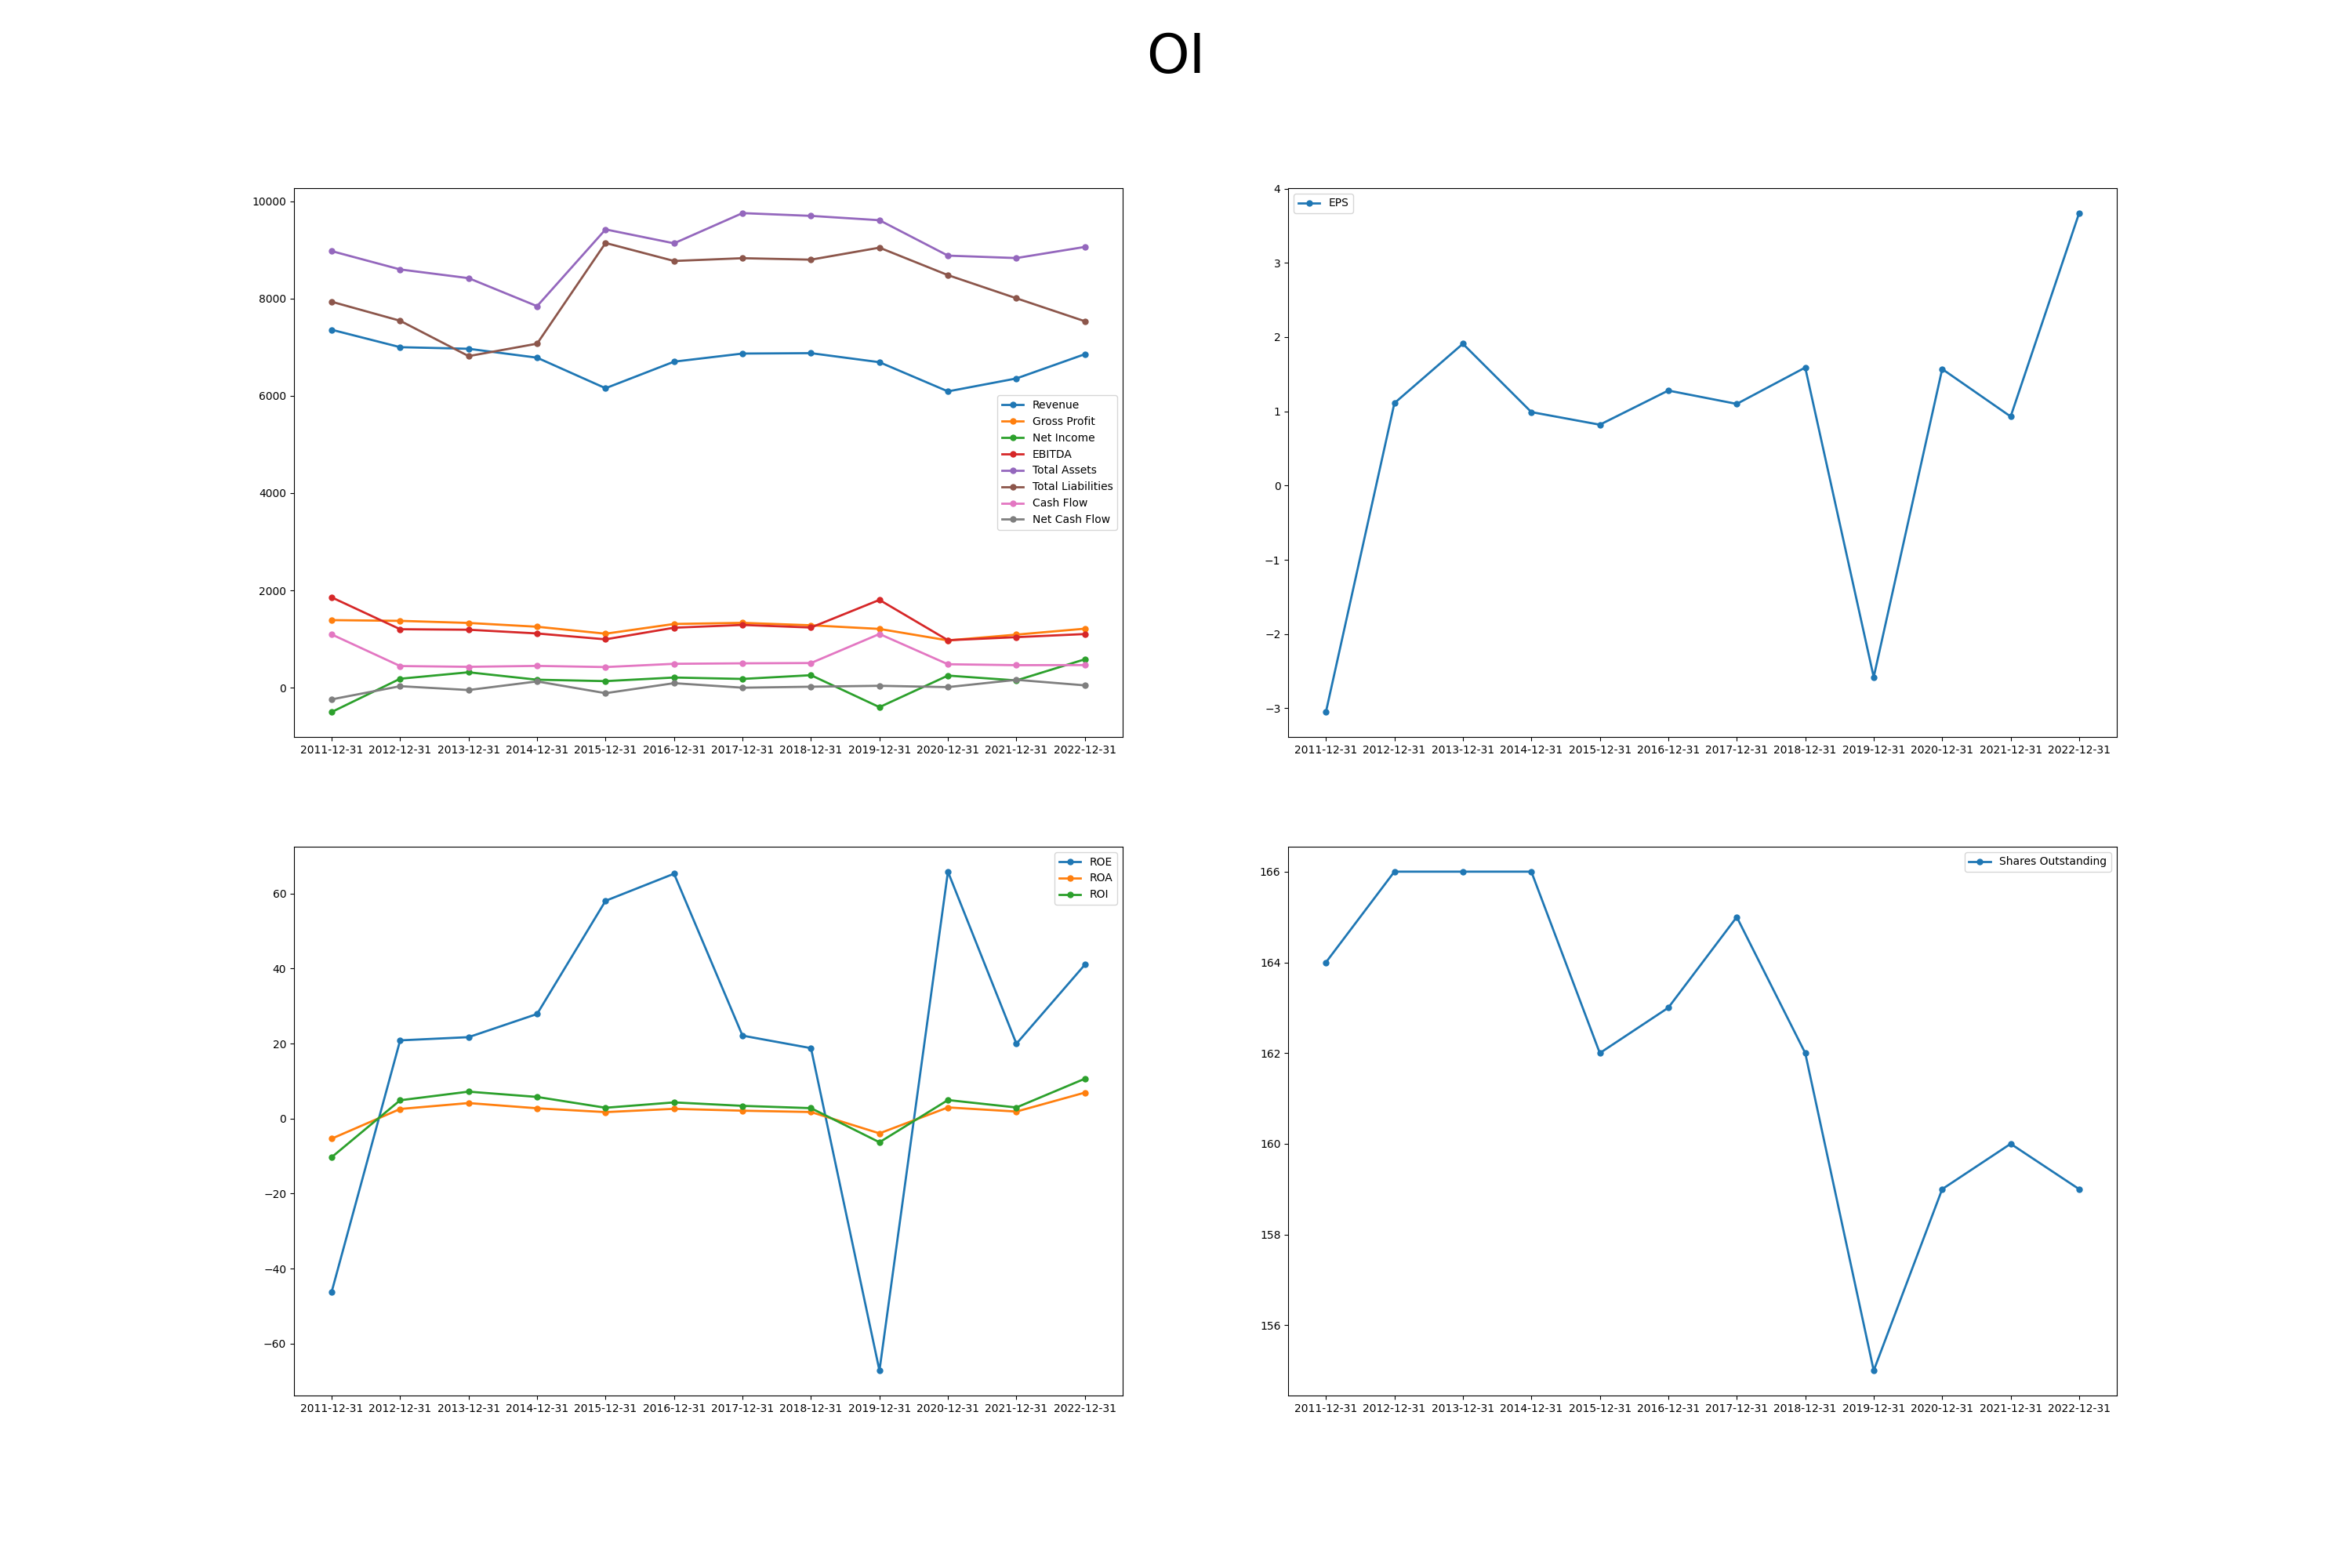 OI
10000
8000
6000
4000
2000
0
Revenue
Gross Profit
Net Income
EBITDA
Total Assets
Total Liabilities
Cash Flow
Net Cash Flow
2011-12-31 2012-12-31 2013-12-31 2014-12-31 2015-12-31 2016-12-31 2017-12-31 2018-12-31 2019-12-31 2020-12-31 2021-12-31 2022-12-31
EPS
4
3
2
1
0
−1
−2
−3
2011-12-31 2012-12-31 2013-12-31 2014-12-31 2015-12-31 2016-12-31 2017-12-31 2018-12-31 2019-12-31 2020-12-31 2021-12-31 2022-12-31
ROE
ROA
ROI
60
40
20
0
−20
−40
−60
2011-12-31 2012-12-31 2013-12-31 2014-12-31 2015-12-31 2016-12-31 2017-12-31 2018-12-31 2019-12-31 2020-12-31 2021-12-31 2022-12-31
Shares Outstanding
166
164
162
160
158
156
2011-12-31 2012-12-31 2013-12-31 2014-12-31 2015-12-31 2016-12-31 2017-12-31 2018-12-31 2019-12-31 2020-12-31 2021-12-31 2022-12-31